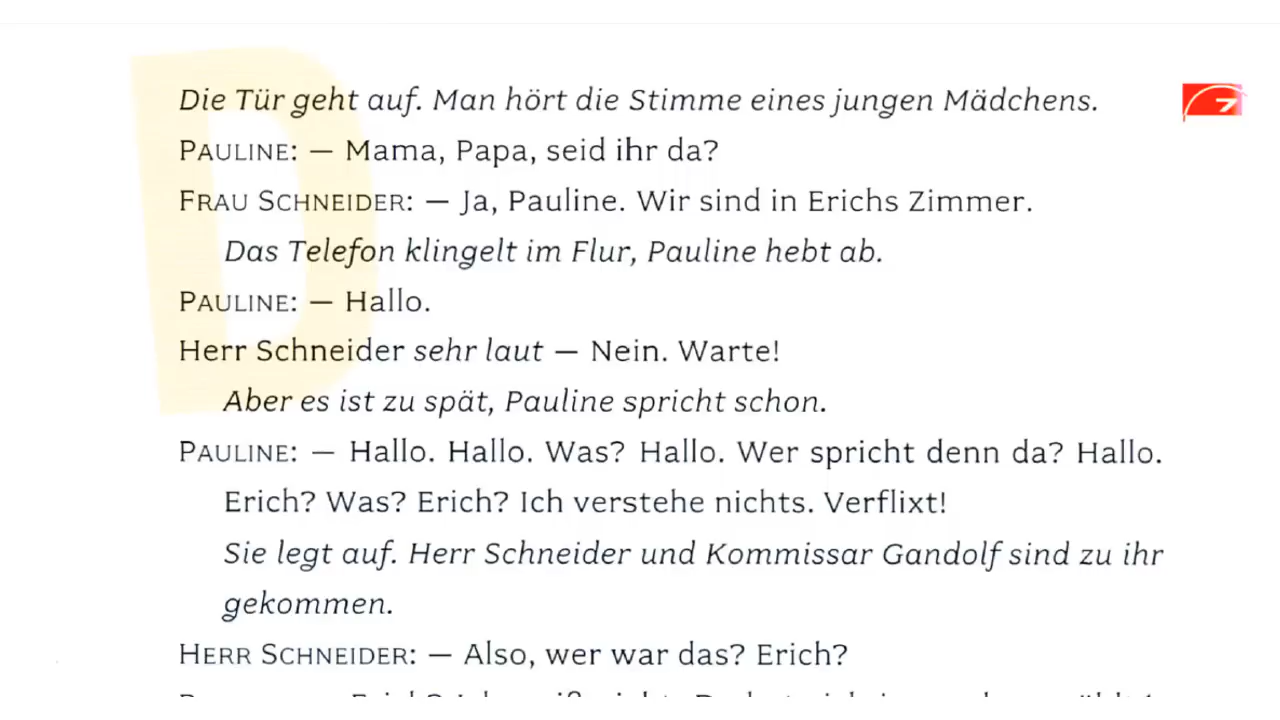 Die Tür geht auf. Man hört die Stimme eines jungen Mädchens.
7
PAULINE: — Mama, Papa, seid ihr da?
FRAU SCHNEIDER: — Ja, Pauline. Wir sind in Erichs Zimmer.
Das Telefon klingelt im Flur, Pauline hebt ab.
PAULINE: — Hallo.
Herr Schneider sehr laut — Nein. Warte!
Aber es ist zu spät, Pauline spricht schon.
PAULINE: — Hallo. Hallo. Was? Hallo. Wer spricht denn da? Hallo.
Erich? Was? Erich? Ich verstehe nichts. Verflixt!
Sie legt auf. Herr Schneider und Kommissar Gandolf sind zu ihr
gekommen.
HERR SCHNEIDER: — Also, wer war das? Erich?